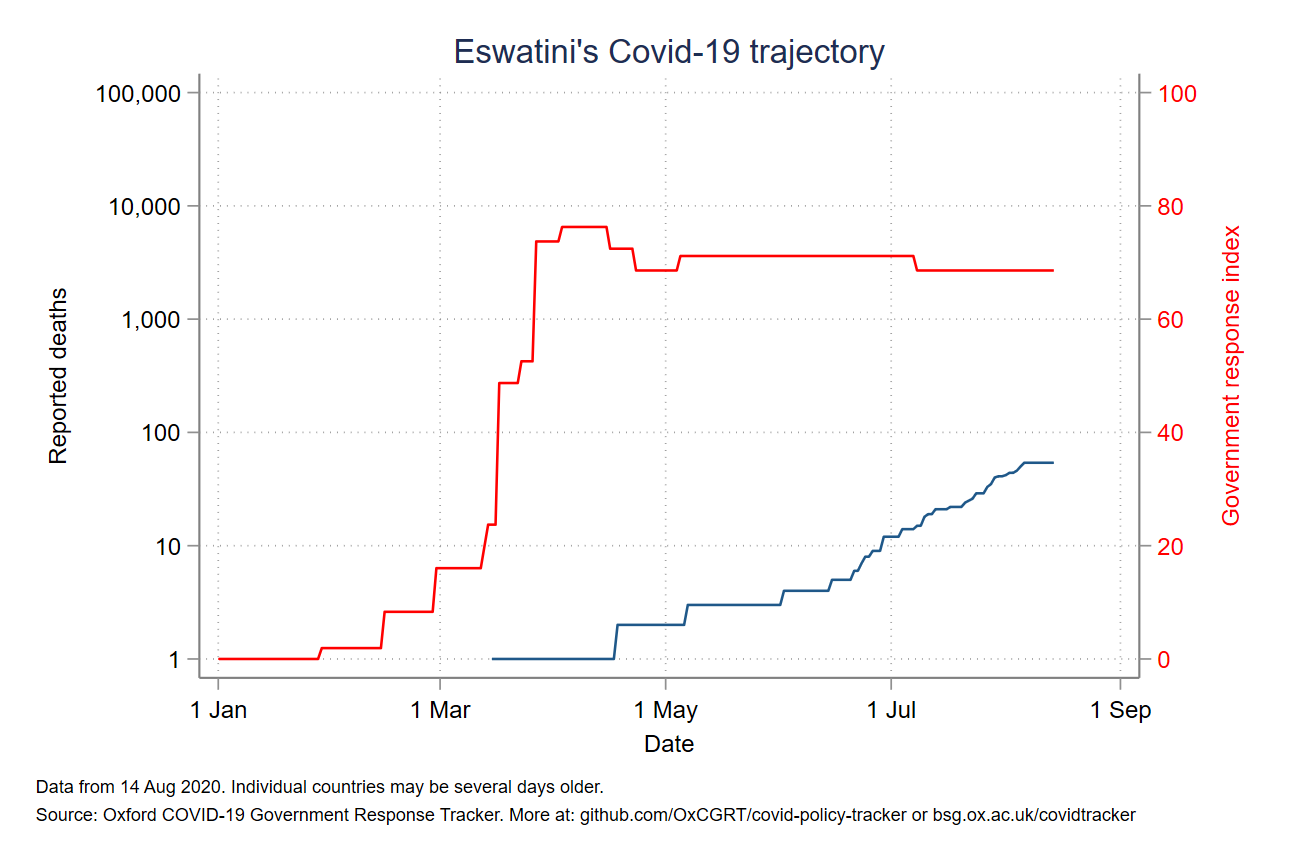 Eswatini's Covid-19 trajectory
100,000
10,000
1,000
100
10
1
Reported deaths
100
80
60
40
20
0
Government response index
1 Jan 1 Mar 1 May 1 Jul 1 Sep
Date
Data from 14 Aug 2020. Individual countries may be several days older.
Source: Oxford COVID-19 Government Response Tracker. More at: github.com/OxCGRT/covid-policy-tracker or bsg.ox.ac.uk/covidtracker